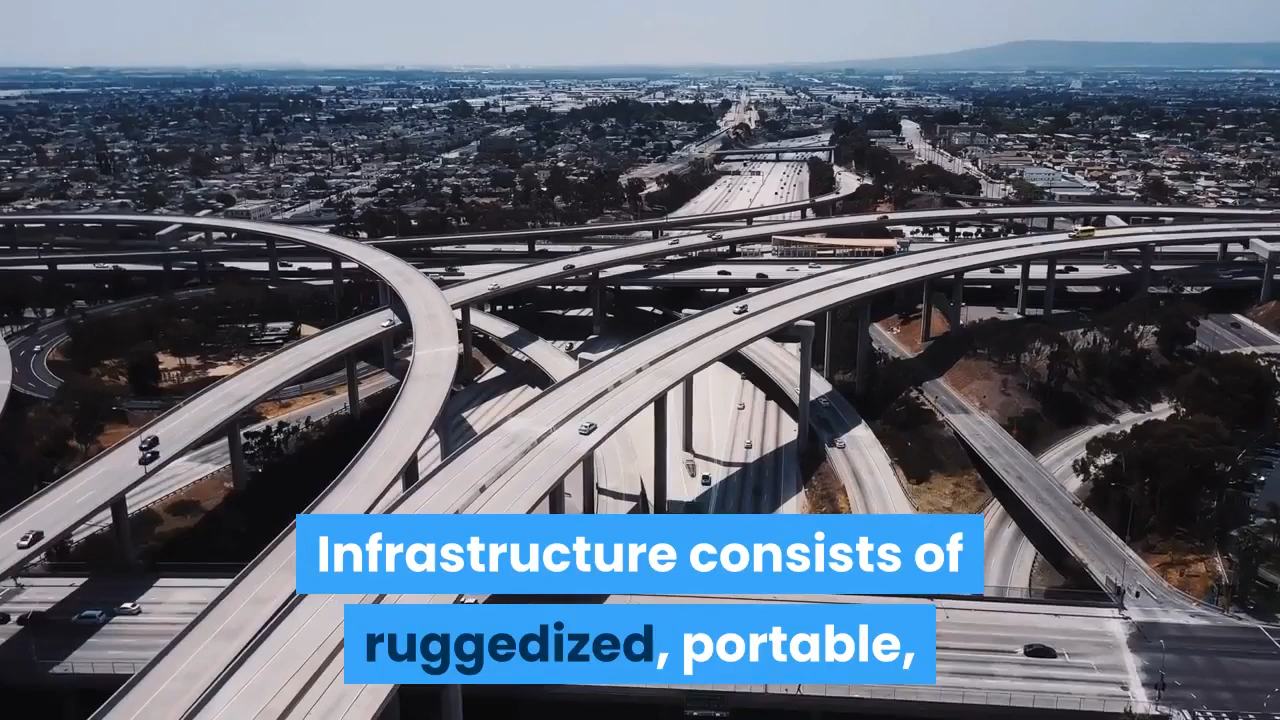 Infrastructure consists of
ruggedized, portable,